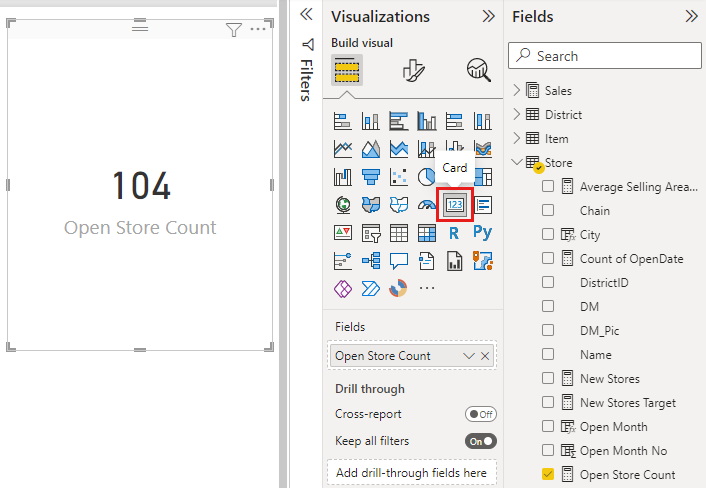 104
Open Store Count
Filters
Visualizations
Build visual
Card
123
R
Py
Fields
Open Store Count
Drill through
Cross-report
Off
Keep all filters
On
Add drill-through fields here
Fields
Search
Sales
District
Item
Store
Average Selling Area...
Chain
City
Count of OpenDate
DistrictID
DM
DM_Pic
Name
New Stores
New Stores Target
Open Month
Open Month No
Open Store Count